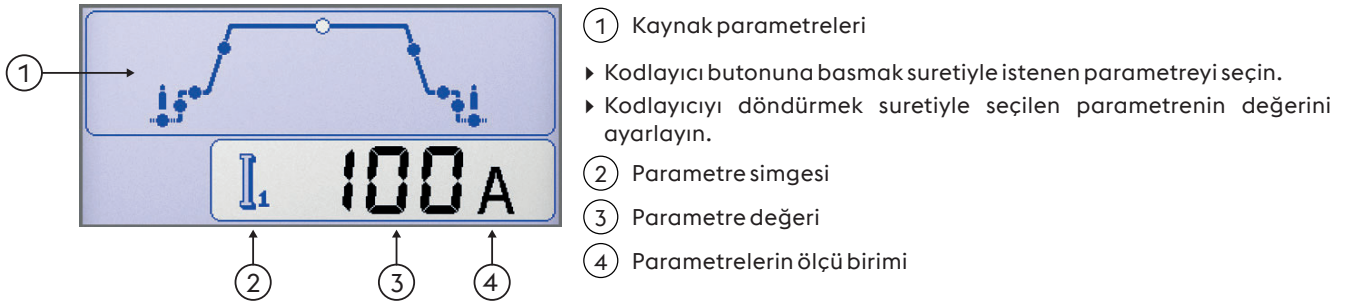 1 Kaynak parametreleri
1
▸ Kodlayıcı butonuna basmak suretiyle istenen parametreyi seçin.
▸ Kodlayıcıyı döndürmek suretiyle seçilen parametrenin değerini
ayarlayın.
I1 100 A
2 Parametre simgesi
3 Parametre değeri
4 Parametrelerin ölçü birimi
2 3 4